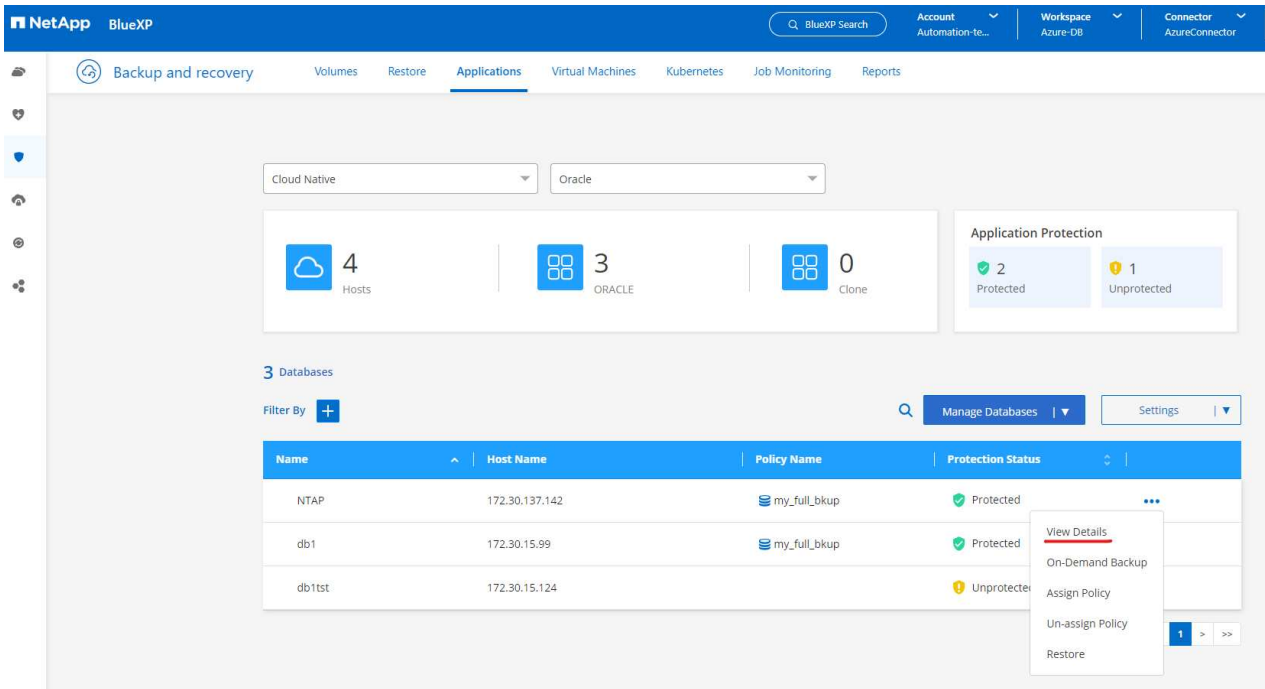 NetApp BlueXP
BlueXP Search
Account
Automation-te...
Workspace
Azure-DB
Connector
AzureConnector
Backup and recovery
Volumes Restore Applications Virtual Machines Kubernetes Job Monitoring Reports
Cloud Native
Oracle
4
Hosts
3
ORACLE
0
Clone
Application Protection
2
Protected
1
Unprotected
3 Databases
Filter By
Manage Databases
Settings
Name Host Name Policy Name Protection Status
NTAP 172.30.137.142 my_full_bkup Protected
db1 172.30.15.99 my_full_bkup Protected
db1tst 172.30.15.124 Unprotected
View Details
On-Demand Backup
Assign Policy
Un-assign Policy
Restore
1 > >>